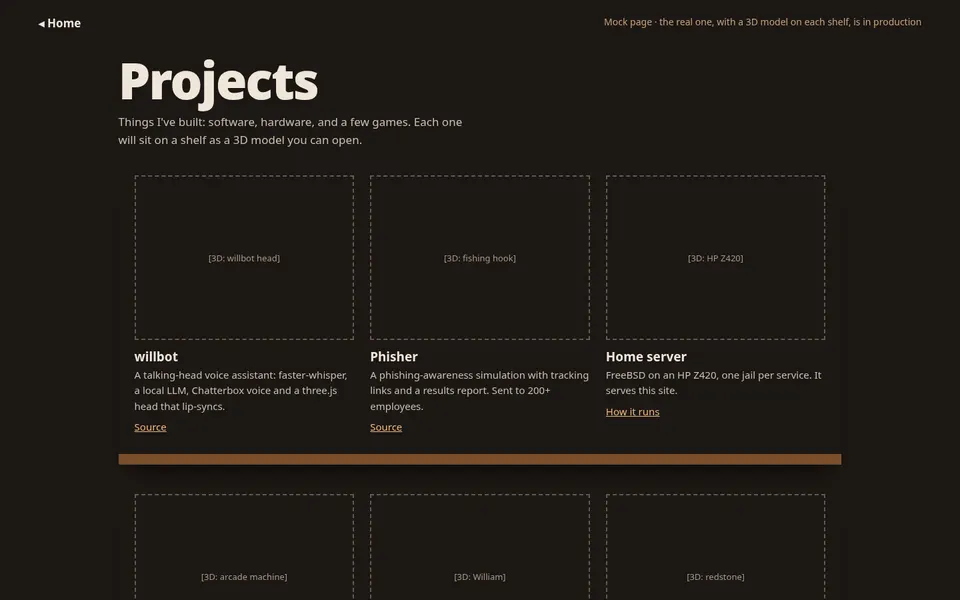 ◂ Home
Mock page · the real one, with a 3D model on each shelf, is in production
Projects
Things I've built: software, hardware, and a few games. Each one
will sit on a shelf as a 3D model you can open.
[3D: willbot head]
[3D: fishing hook]
[3D: HP Z420]
willbot
A talking-head voice assistant: faster-whisper,
a local LLM, Chatterbox voice and a three.js
head that lip-syncs.
Source
Phisher
A phishing-awareness simulation with tracking
links and a results report. Sent to 200+
employees.
Source
Home server
FreeBSD on an HP Z420, one jail per service. It
serves this site.
How it runs
[3D: arcade machine]
[3D: William]
[3D: redstone]